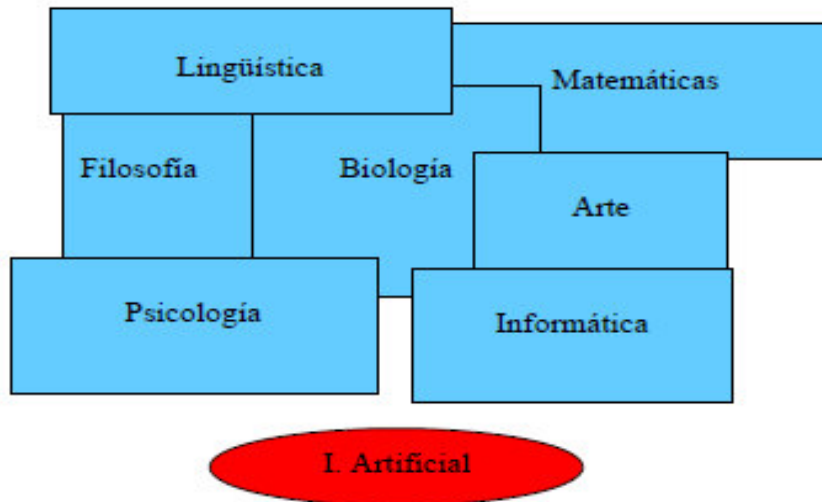 Lingüística
Matemáticas
Filosofía
Biología
Arte
Psicología
Informática
I. Artificial